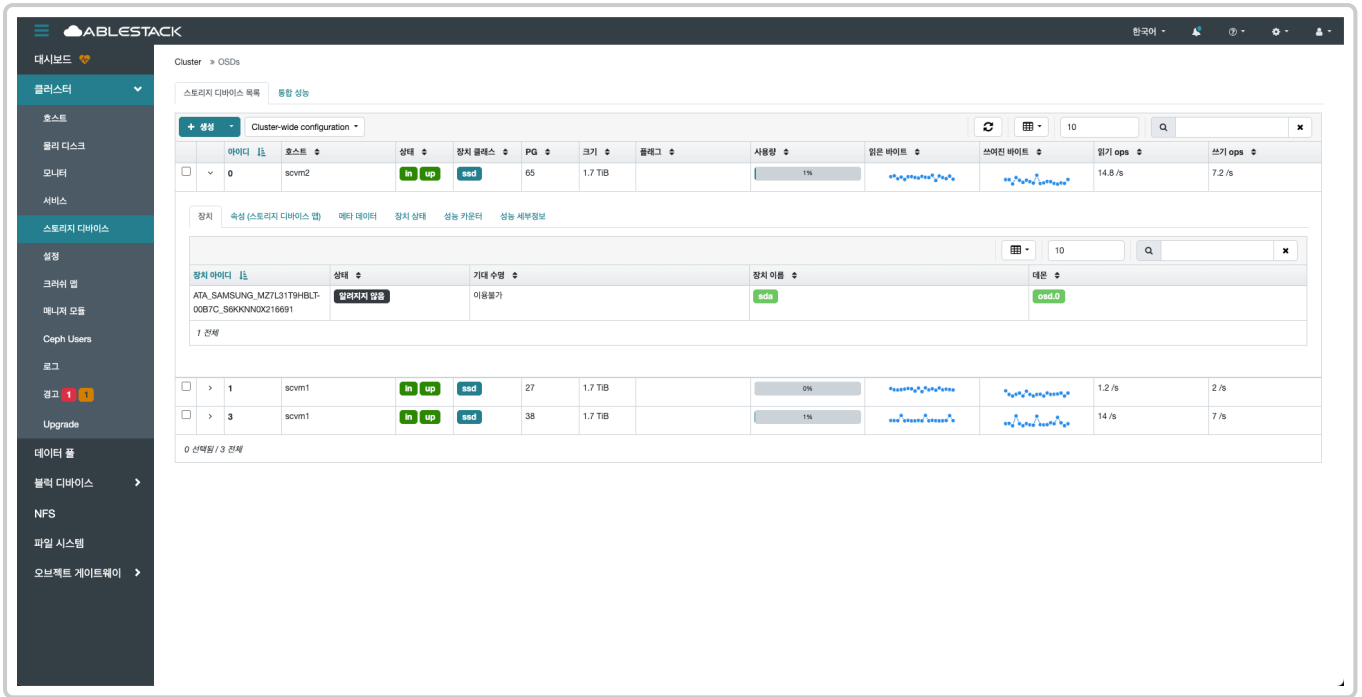 ABLESTACK
한국어
대시보드
클러스터
호스트
물리 디스크
모니터
서비스
스토리지 디바이스
설정
크러쉬 맵
매니저 모듈
Ceph Users
로그
경고 1 1
Upgrade
데이터 풀
블럭 디바이스
NFS
파일 시스템
오브젝트 게이트웨이
Cluster » OSDs
스토리지 디바이스 목록 통합 성능
+ 생성 Cluster-wide configuration 10
아이디 호스트 상태 장치 클래스 PG 크기 플래그 사용량 읽은 바이트 쓰여진 바이트 읽기 ops 쓰기 ops
0 scvm2 in up ssd 65 1.7 TiB 1% 14.8 /s 7.2 /s
장치 속성 (스토리지 디바이스 맵) 메타 데이터 장치 상태 성능 카운터 성능 세부정보
10
장치 아이디 상태 기대 수명 장치 이름 데몬
ATA_SAMSUNG_MZ7L31T9HBLT-
00B7C_S6KKNN0X216691 알려지지 않음 이용불가 sda osd.0
1 전체
1 scvm1 in up ssd 27 1.7 TiB 0% 1.2 /s 2 /s
3 scvm1 in up ssd 38 1.7 TiB 1% 14 /s 7 /s
0 선택됨 / 3 전체